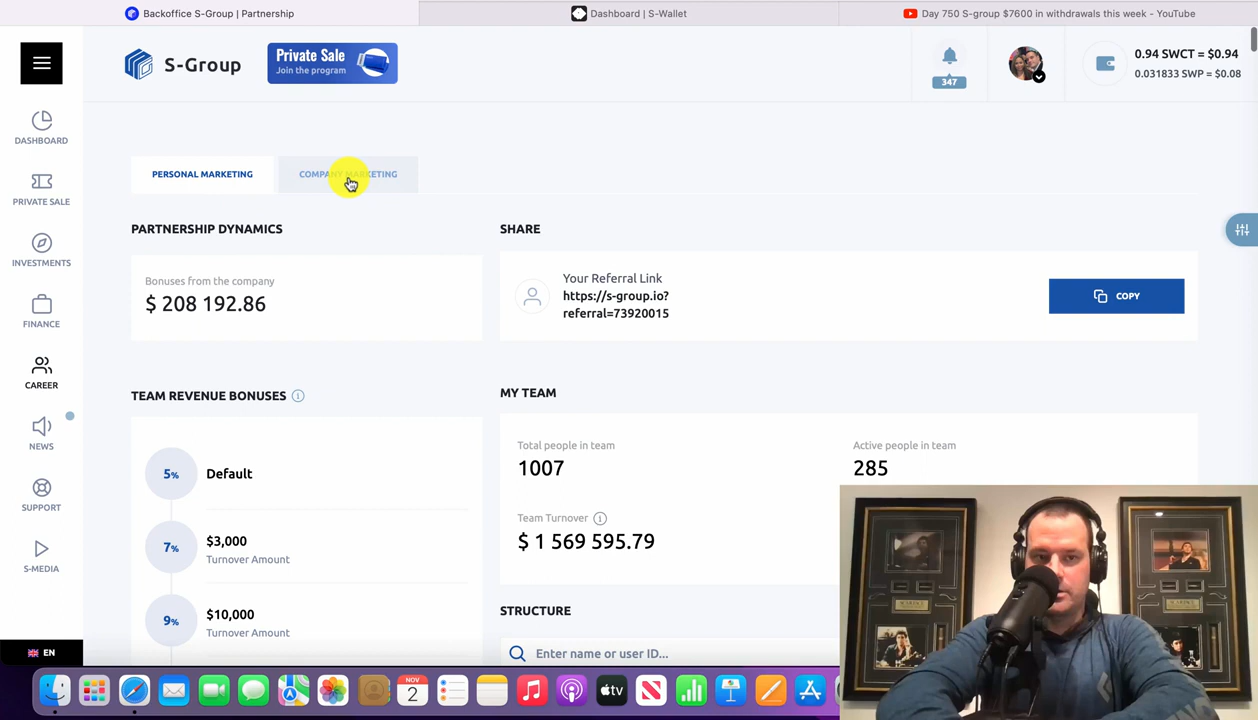 Backoffice S-Group | Partnership
Dashboard | S-Wallet
Day 750 S-group $7600 in withdrawals this week - YouTube
S-Group
Private Sale
Join the program
347
0.94 SWCT = $0.94
0.031833 SWP = $0.08
DASHBOARD
PRIVATE SALE
INVESTMENTS
FINANCE
CAREER
NEWS
SUPPORT
S-MEDIA
EN
PERSONAL MARKETING
COMPANY MARKETING
PARTNERSHIP DYNAMICS
Bonuses from the company
$ 208 192.86
SHARE
Your Referral Link
https://s-group.io?
referral=73920015
COPY
TEAM REVENUE BONUSES
5%
Default
7%
$3,000
Turnover Amount
9%
$10,000
Turnover Amount
MY TEAM
Total people in team
1007
Active people in team
285
Team Turnover
$ 1 569 595.79
STRUCTURE
Enter name or user ID...
NOV
2
tv